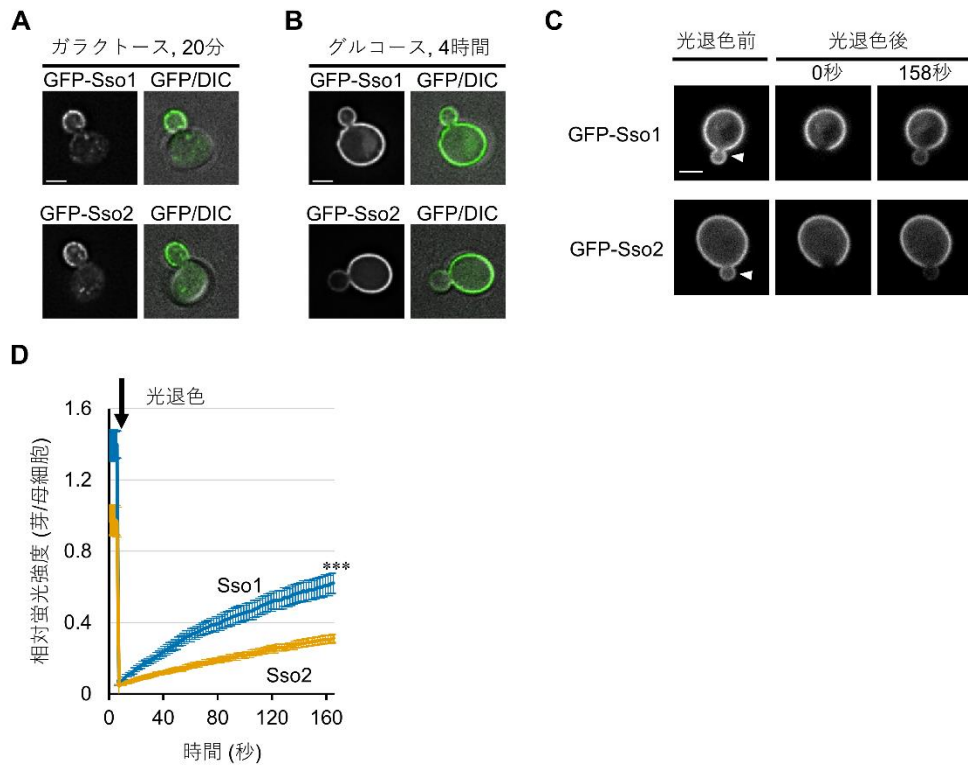 A
ガラクトース, 20分
GFP-Sso1 GFP/DIC
GFP-Sso2 GFP/DIC
B
グルコース, 4時間
GFP-Sso1 GFP/DIC
GFP-Sso2 GFP/DIC
C
光退色前 光退色後
0秒 158秒
GFP-Sso1
GFP-Sso2
D
光退色
相対蛍光強度 (芽/母細胞)
1.6
1.2
0.8
0.4
0
Sso1
***
Sso2
0 40 80 120 160
時間 (秒)